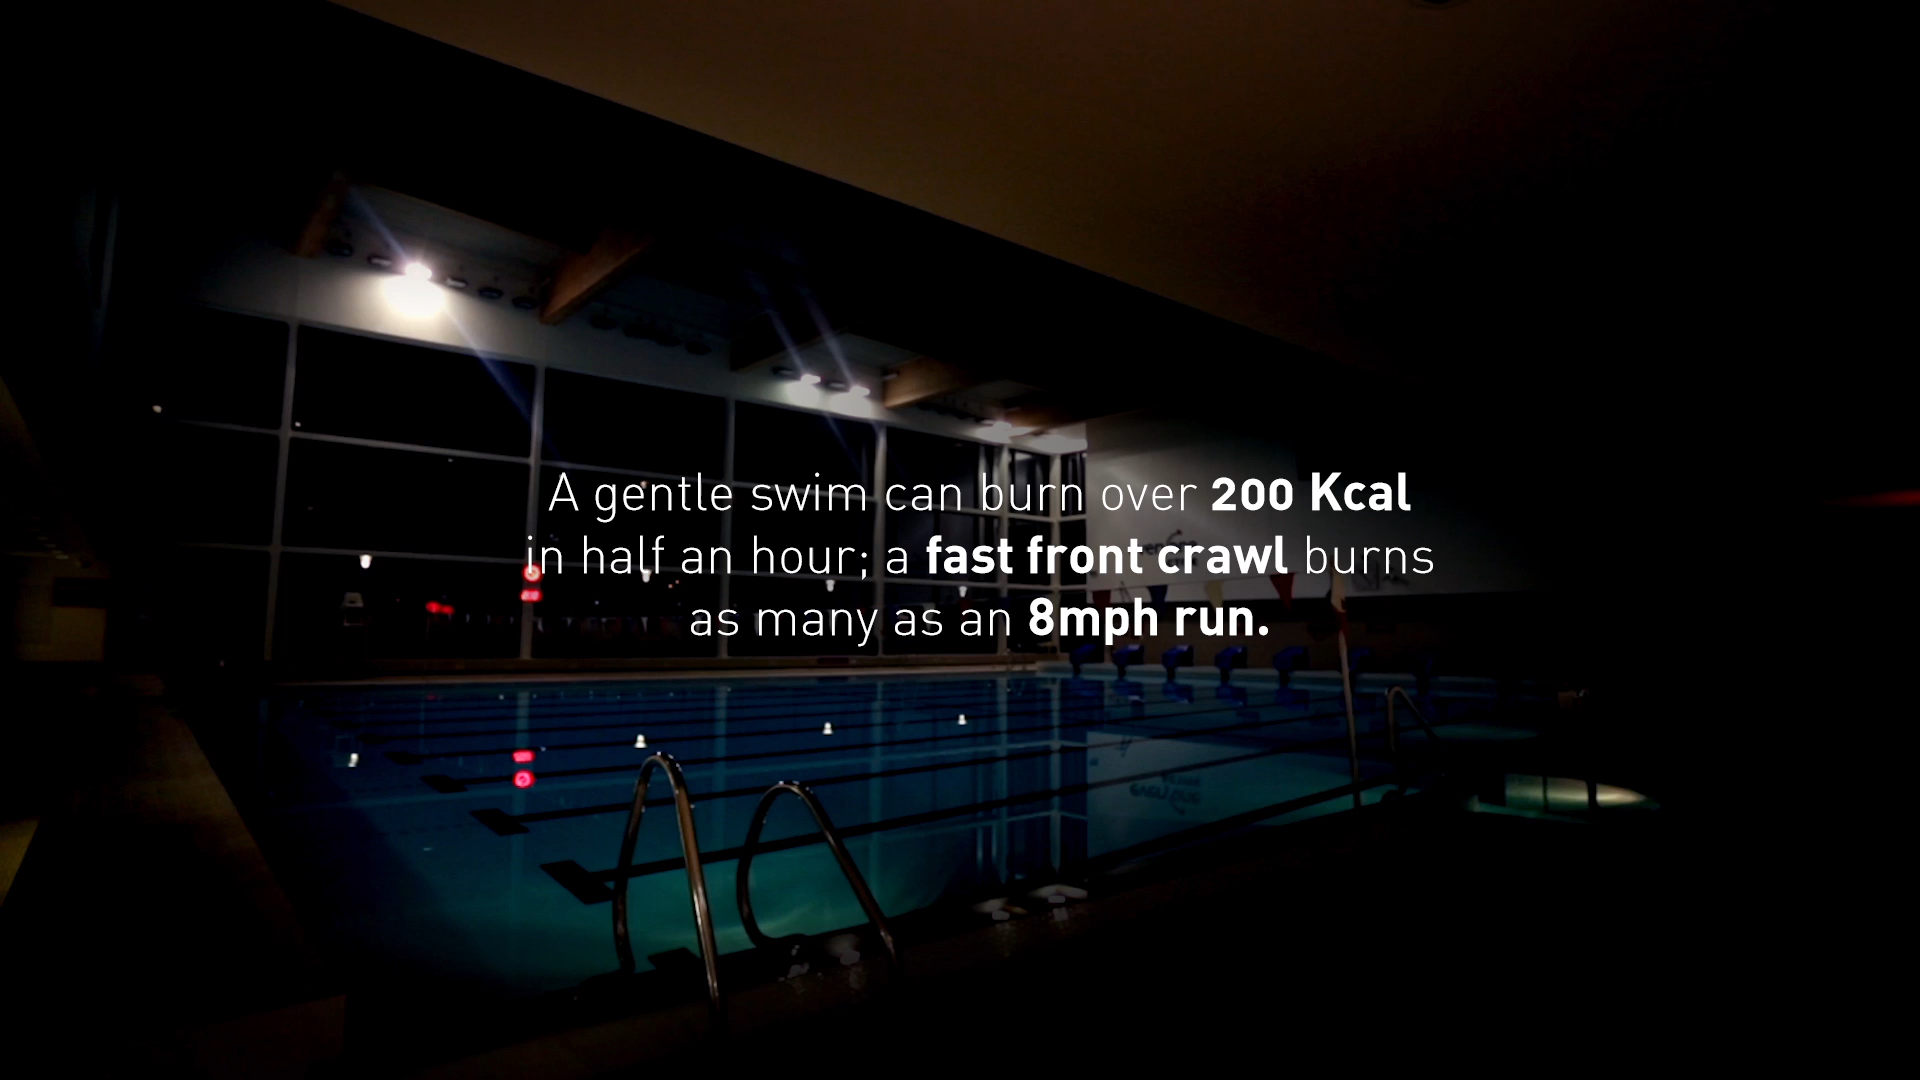 A gentle swim can burn over 200 Kcal
in half an hour; a fast front crawl burns
as many as an 8mph run.